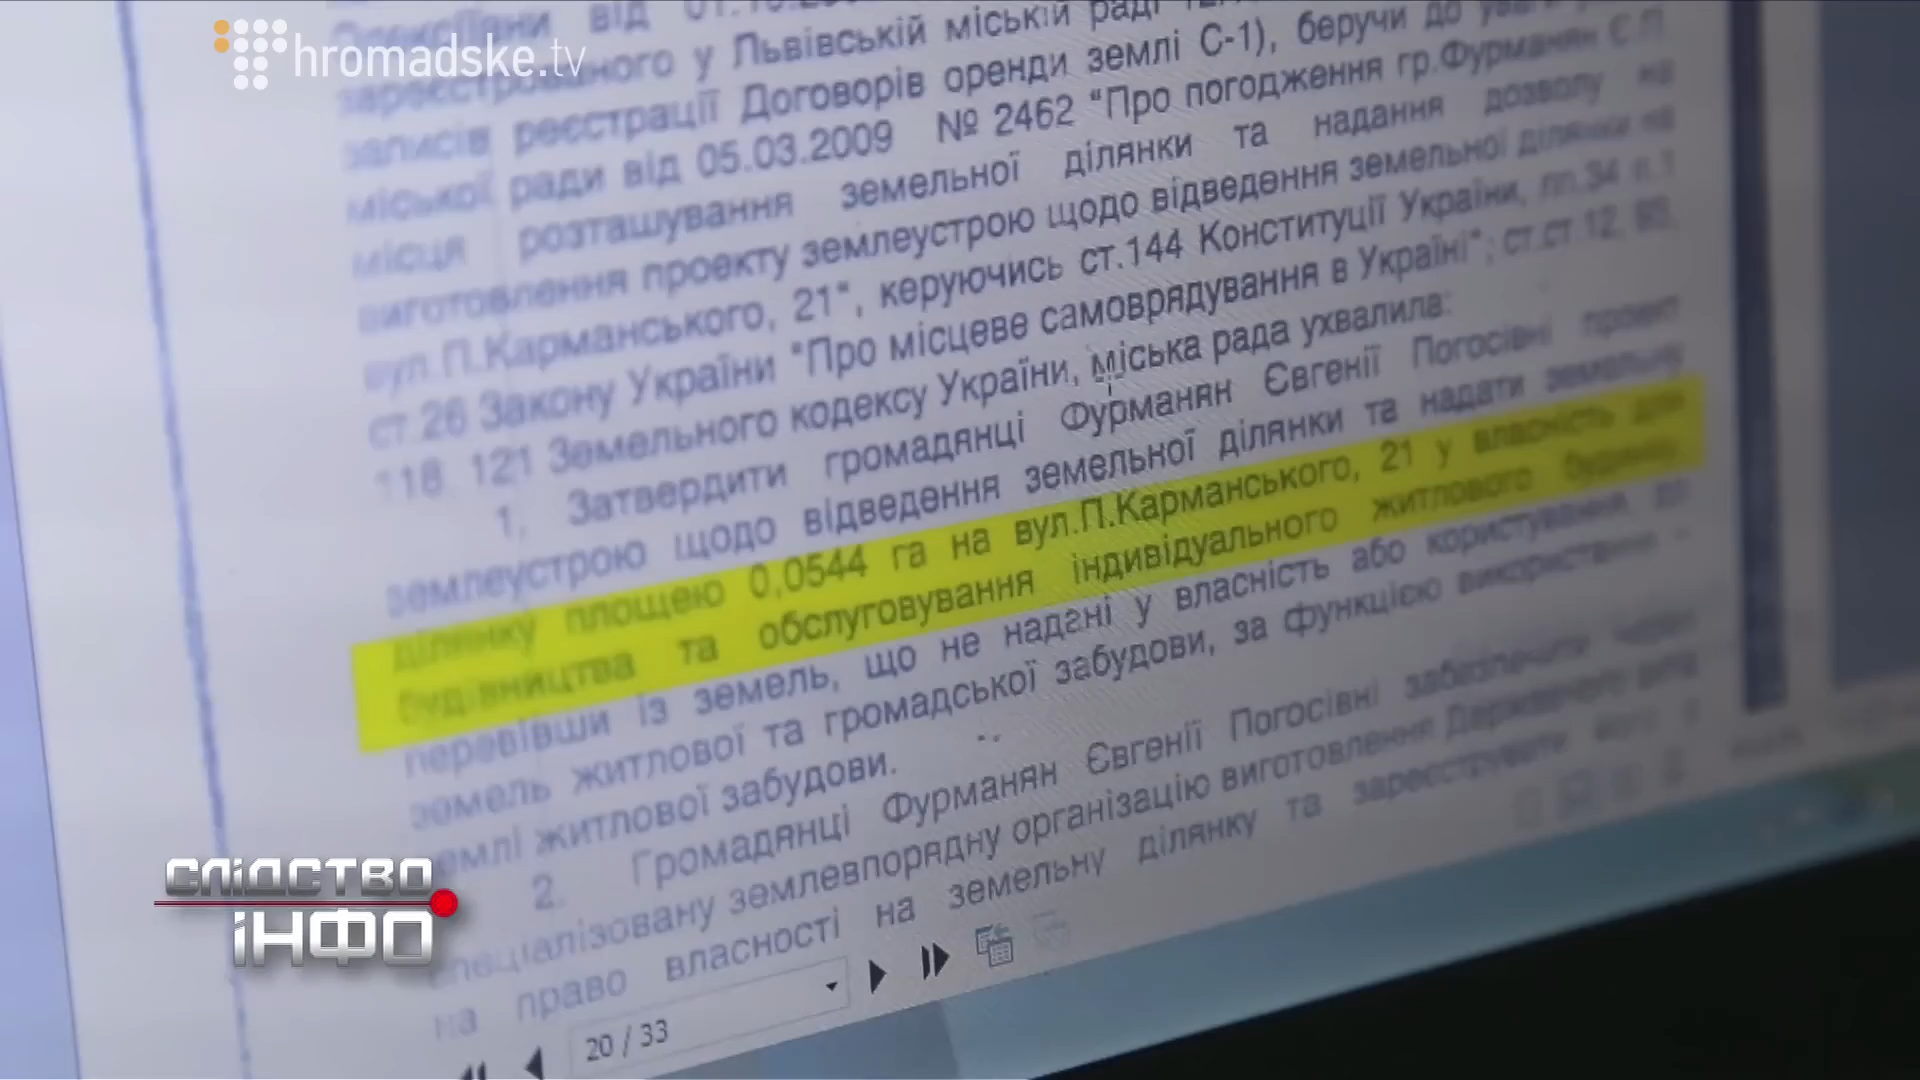 hromadske.tv
Олексіївни від 01.10.
зареєстрованого у Львівській міській раді
записів реєстрації Договорів оренди землі С-1), беручи до уваги
міської ради від 05.03.2009 № 2462 "Про погодження гр.Фурманян Є.П.
місця розташування земельної ділянки та надання дозволу на
виготовлення проекту землеустрою щодо відведення земельної ділянки на
вул.П.Карманського, 21", керуючись ст.144 Конституції України, пп.34 п.1
ст.26 Закону України "Про місцеве самоврядування в Україні"; ст.ст.12, 93,
118, 121 Земельного кодексу України, міська рада ухвалила:
1. Затвердити громадянці Фурманян Євгенії Погосівні проект
землеустрою щодо відведення земельної ділянки та надати земельну
ділянку площею 0,0544 га на вул.П.Карманського, 21 у власність для
будівництва та обслуговування індивідуального житлового будинку,
перевівши із земель, що не надані у власність або користування до
земель житлової та громадської забудови, за функцією використання –
землі житлової забудови.
2. Громадянці Фурманян Євгенії Погосівні забезпечити через
спеціалізовану землевпорядну організацію виготовлення Державного акта
на право власності на земельну ділянку та зареєструвати його у
20 / 33
СЛІДСТВО
ІНФО